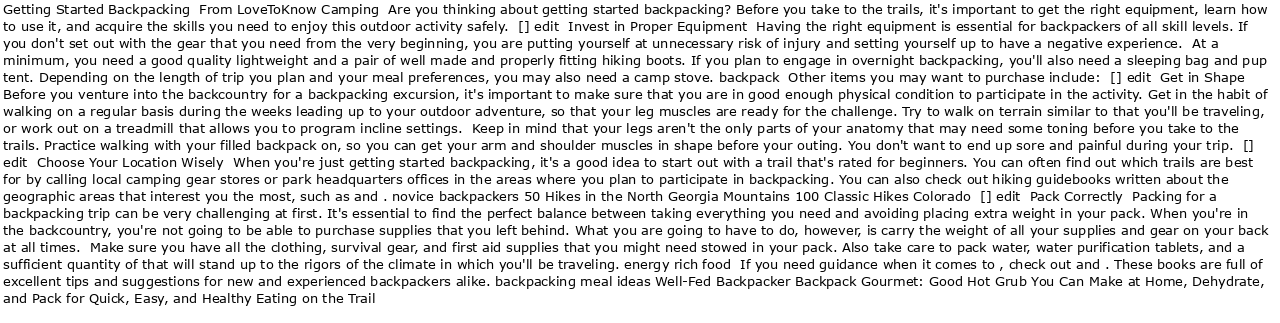 Getting Started Backpacking  From LoveToKnow Camping  Are you thinking about getting started backpacking? Before you take to the trails, it's important to get the right equipment, learn how
to use it, and acquire the skills you need to enjoy this outdoor activity safely.  [] edit  Invest in Proper Equipment  Having the right equipment is essential for backpackers of all skill levels. If
you don't set out with the gear that you need from the very beginning, you are putting yourself at unnecessary risk of injury and setting yourself up to have a negative experience.  At a
minimum, you need a good quality lightweight and a pair of well made and properly fitting hiking boots. If you plan to engage in overnight backpacking, you'll also need a sleeping bag and pup
tent. Depending on the length of trip you plan and your meal preferences, you may also need a camp stove. backpack  Other items you may want to purchase include:  [] edit  Get in Shape
Before you venture into the backcountry for a backpacking excursion, it's important to make sure that you are in good enough physical condition to participate in the activity. Get in the habit of
walking on a regular basis during the weeks leading up to your outdoor adventure, so that your leg muscles are ready for the challenge. Try to walk on terrain similar to that you'll be traveling,
or work out on a treadmill that allows you to program incline settings.  Keep in mind that your legs aren't the only parts of your anatomy that may need some toning before you take to the
trails. Practice walking with your filled backpack on, so you can get your arm and shoulder muscles in shape before your outing. You don't want to end up sore and painful during your trip.  []
edit  Choose Your Location Wisely  When you're just getting started backpacking, it's a good idea to start out with a trail that's rated for beginners. You can often find out which trails are best
for by calling local camping gear stores or park headquarters offices in the areas where you plan to participate in backpacking. You can also check out hiking guidebooks written about the
geographic areas that interest you the most, such as and . novice backpackers 50 Hikes in the North Georgia Mountains 100 Classic Hikes Colorado  [] edit  Pack Correctly  Packing for a
backpacking trip can be very challenging at first. It's essential to find the perfect balance between taking everything you need and avoiding placing extra weight in your pack. When you're in
the backcountry, you're not going to be able to purchase supplies that you left behind. What you are going to have to do, however, is carry the weight of all your supplies and gear on your back
at all times.  Make sure you have all the clothing, survival gear, and first aid supplies that you might need stowed in your pack. Also take care to pack water, water purification tablets, and a
sufficient quantity of that will stand up to the rigors of the climate in which you'll be traveling. energy rich food  If you need guidance when it comes to , check out and . These books are full of
excellent tips and suggestions for new and experienced backpackers alike. backpacking meal ideas Well-Fed Backpacker Backpack Gourmet: Good Hot Grub You Can Make at Home, Dehydrate,
and Pack for Quick, Easy, and Healthy Eating on the Trail